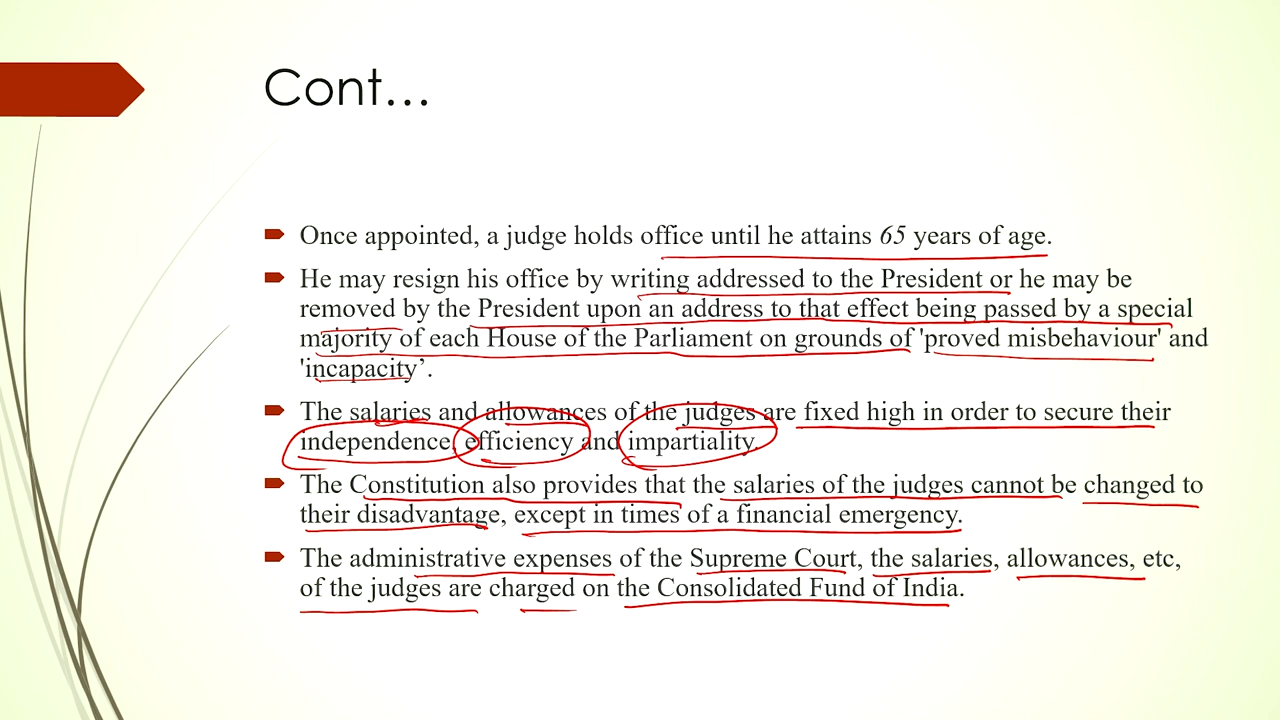 Cont...
Once appointed, a judge holds office until he attains 65 years of age.
He may resign his office by writing addressed to the President or he may be
removed by the President upon an address to that effect being passed by a special
majority of each House of the Parliament on grounds of 'proved misbehaviour' and
'incapacity’.
The salaries and allowances of the judges are fixed high in order to secure their
independence, efficiency and impartiality.
The Constitution also provides that the salaries of the judges cannot be changed to
their disadvantage, except in times of a financial emergency.
The administrative expenses of the Supreme Court, the salaries, allowances, etc,
of the judges are charged on the Consolidated Fund of India.